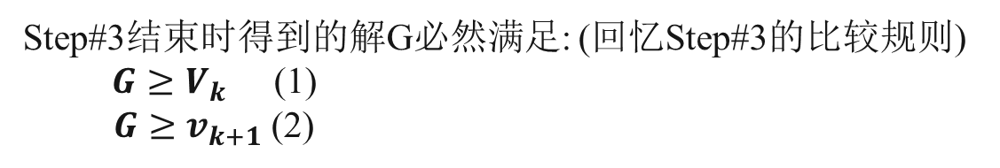 Step#3结束时得到的解G必然满足: (回忆Step#3的比较规则)
G ≥ V_k (1)
G ≥ v_{k+1} (2)